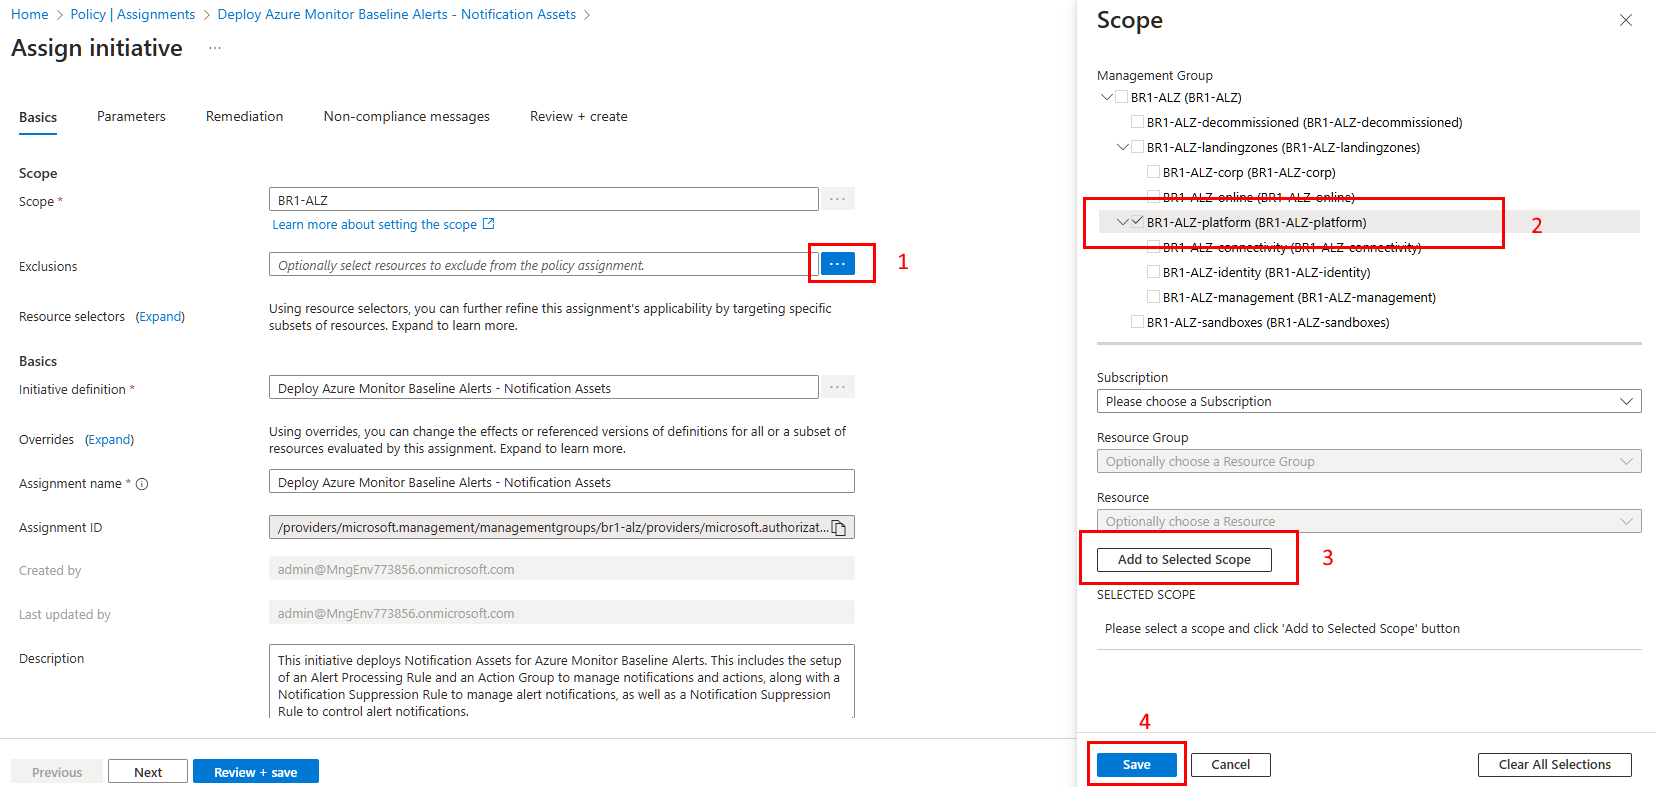 Home > Policy | Assignments > Deploy Azure Monitor Baseline Alerts - Notification Assets >
Assign initiative ...
Basics Parameters Remediation Non-compliance messages Review + create
Scope
Scope * BR1-ALZ ...
Learn more about setting the scope
Exclusions Optionally select resources to exclude from the policy assignment. ... 1
Resource selectors (Expand) Using resource selectors, you can further refine this assignment's applicability by targeting specific
subsets of resources. Expand to learn more.
Basics
Initiative definition * Deploy Azure Monitor Baseline Alerts - Notification Assets ...
Overrides (Expand) Using overrides, you can change the effects or referenced versions of definitions for all or a subset of
resources evaluated by this assignment. Expand to learn more.
Assignment name * Deploy Azure Monitor Baseline Alerts - Notification Assets
Assignment ID /providers/microsoft.management/managementgroups/br1-alz/providers/microsoft.authorizat...
Created by admin@MngEnv773856.onmicrosoft.com
Last updated by admin@MngEnv773856.onmicrosoft.com
Description This initiative deploys Notification Assets for Azure Monitor Baseline Alerts. This includes the setup
of an Alert Processing Rule and an Action Group to manage notifications and actions, along with a
Notification Suppression Rule to manage alert notifications, as well as a Notification Suppression
Rule to control alert notifications.
Previous Next Review + save
Scope
Management Group
BR1-ALZ (BR1-ALZ)
BR1-ALZ-decommissioned (BR1-ALZ-decommissioned)
BR1-ALZ-landingzones (BR1-ALZ-landingzones)
BR1-ALZ-corp (BR1-ALZ-corp)
BR1-ALZ-online (BR1-ALZ-online)
BR1-ALZ-platform (BR1-ALZ-platform) 2
BR1-ALZ-connectivity (BR1-ALZ-connectivity)
BR1-ALZ-identity (BR1-ALZ-identity)
BR1-ALZ-management (BR1-ALZ-management)
BR1-ALZ-sandboxes (BR1-ALZ-sandboxes)
Subscription
Please choose a Subscription
Resource Group
Optionally choose a Resource Group
Resource
Optionally choose a Resource
Add to Selected Scope 3
SELECTED SCOPE
Please select a scope and click 'Add to Selected Scope' button
4
Save Cancel Clear All Selections